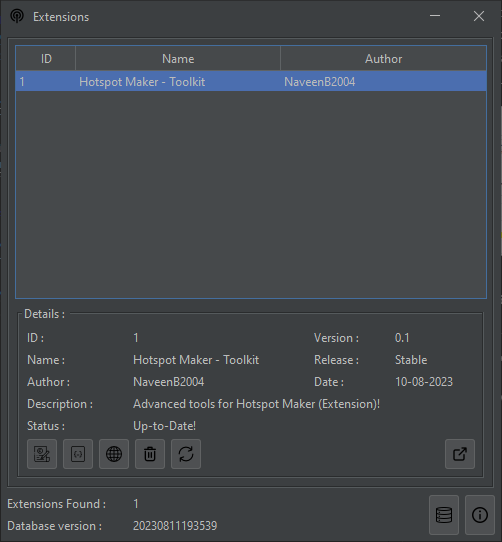 Extensions
ID Name Author
1 Hotspot Maker - Toolkit NaveenB2004
Details :
ID : 1 Version : 0.1
Name : Hotspot Maker - Toolkit Release : Stable
Author : NaveenB2004 Date : 10-08-2023
Description : Advanced tools for Hotspot Maker (Extension)!
Status : Up-to-Date!
Extensions Found : 1
Database version : 20230811193539